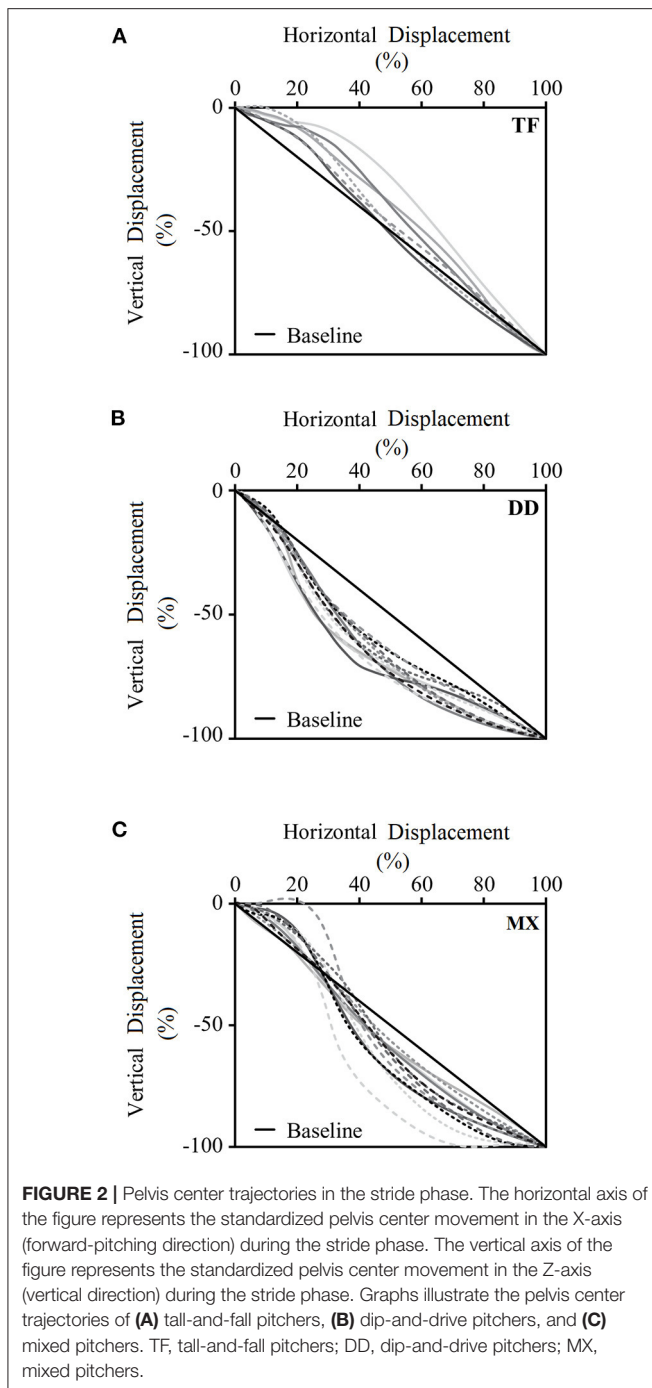 A
Horizontal Displacement
(%)
0 20 40 60 80 100
TF
Vertical Displacement
(%)
0
-50
-100
Baseline
B
Horizontal Displacement
(%)
0 20 40 60 80 100
DD
Vertical Displacement
(%)
0
-50
-100
Baseline
C
Horizontal Displacement
(%)
0 20 40 60 80 100
MX
Vertical Displacement
(%)
0
-50
-100
Baseline
FIGURE 2 | Pelvis center trajectories in the stride phase. The horizontal axis of
the figure represents the standardized pelvis center movement in the X-axis
(forward-pitching direction) during the stride phase. The vertical axis of the
figure represents the standardized pelvis center movement in the Z-axis
(vertical direction) during the stride phase. Graphs illustrate the pelvis center
trajectories of (A) tall-and-fall pitchers, (B) dip-and-drive pitchers, and (C)
mixed pitchers. TF, tall-and-fall pitchers; DD, dip-and-drive pitchers; MX,
mixed pitchers.